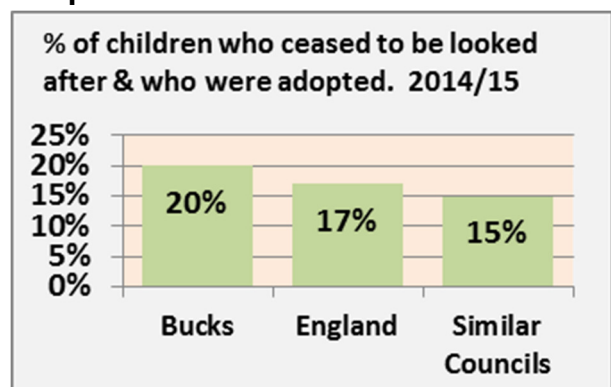 % of children who ceased to be looked
after & who were adopted.  2014/15
25%
20%
15%
10%
5%
0%
20%
17%
15%
Bucks
England
Similar
Councils